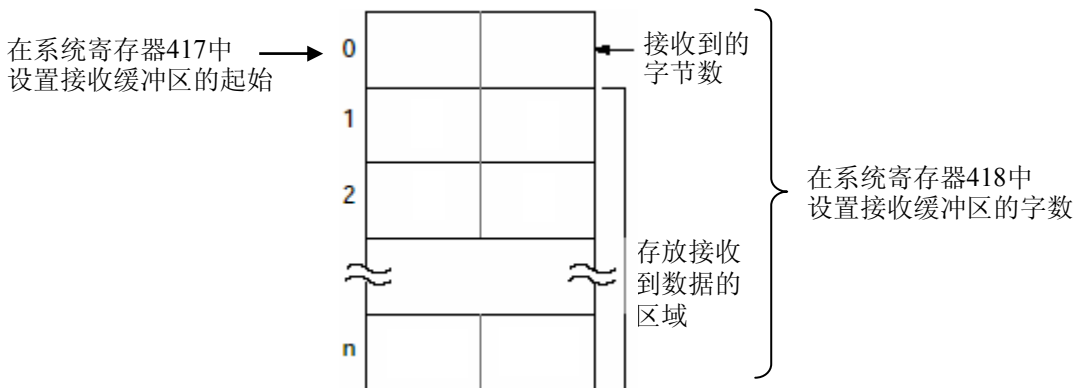 在系统寄存器417中
设置接收缓冲区的起始
0
接收到的
字节数
1
2
在系统寄存器418中
设置接收缓冲区的字数
存放接收
到数据的
区域
n